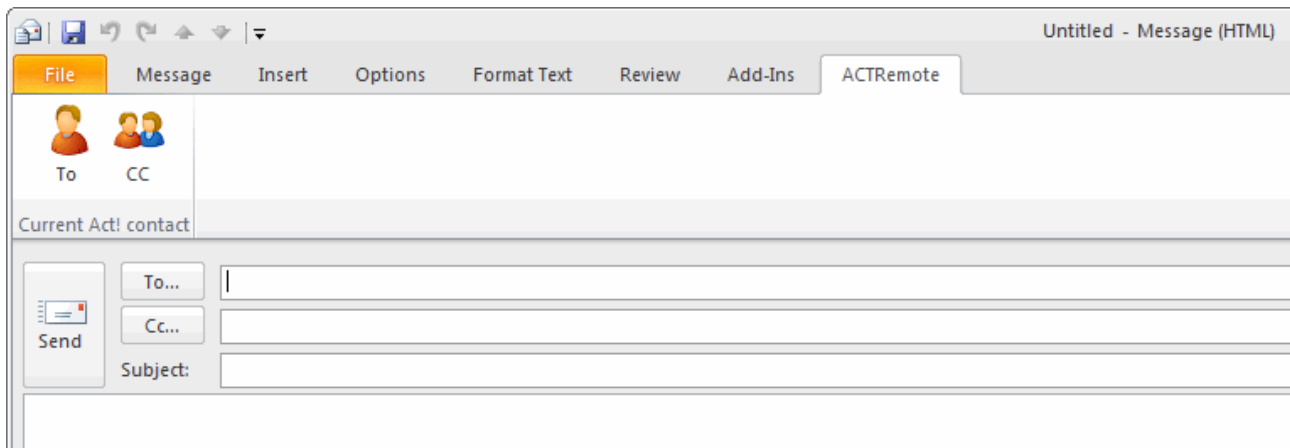 Untitled - Message (HTML)
File Message Insert Options Format Text Review Add-Ins ACTRemote
To CC
Current Act! contact
To...
Cc...
Send
Subject: